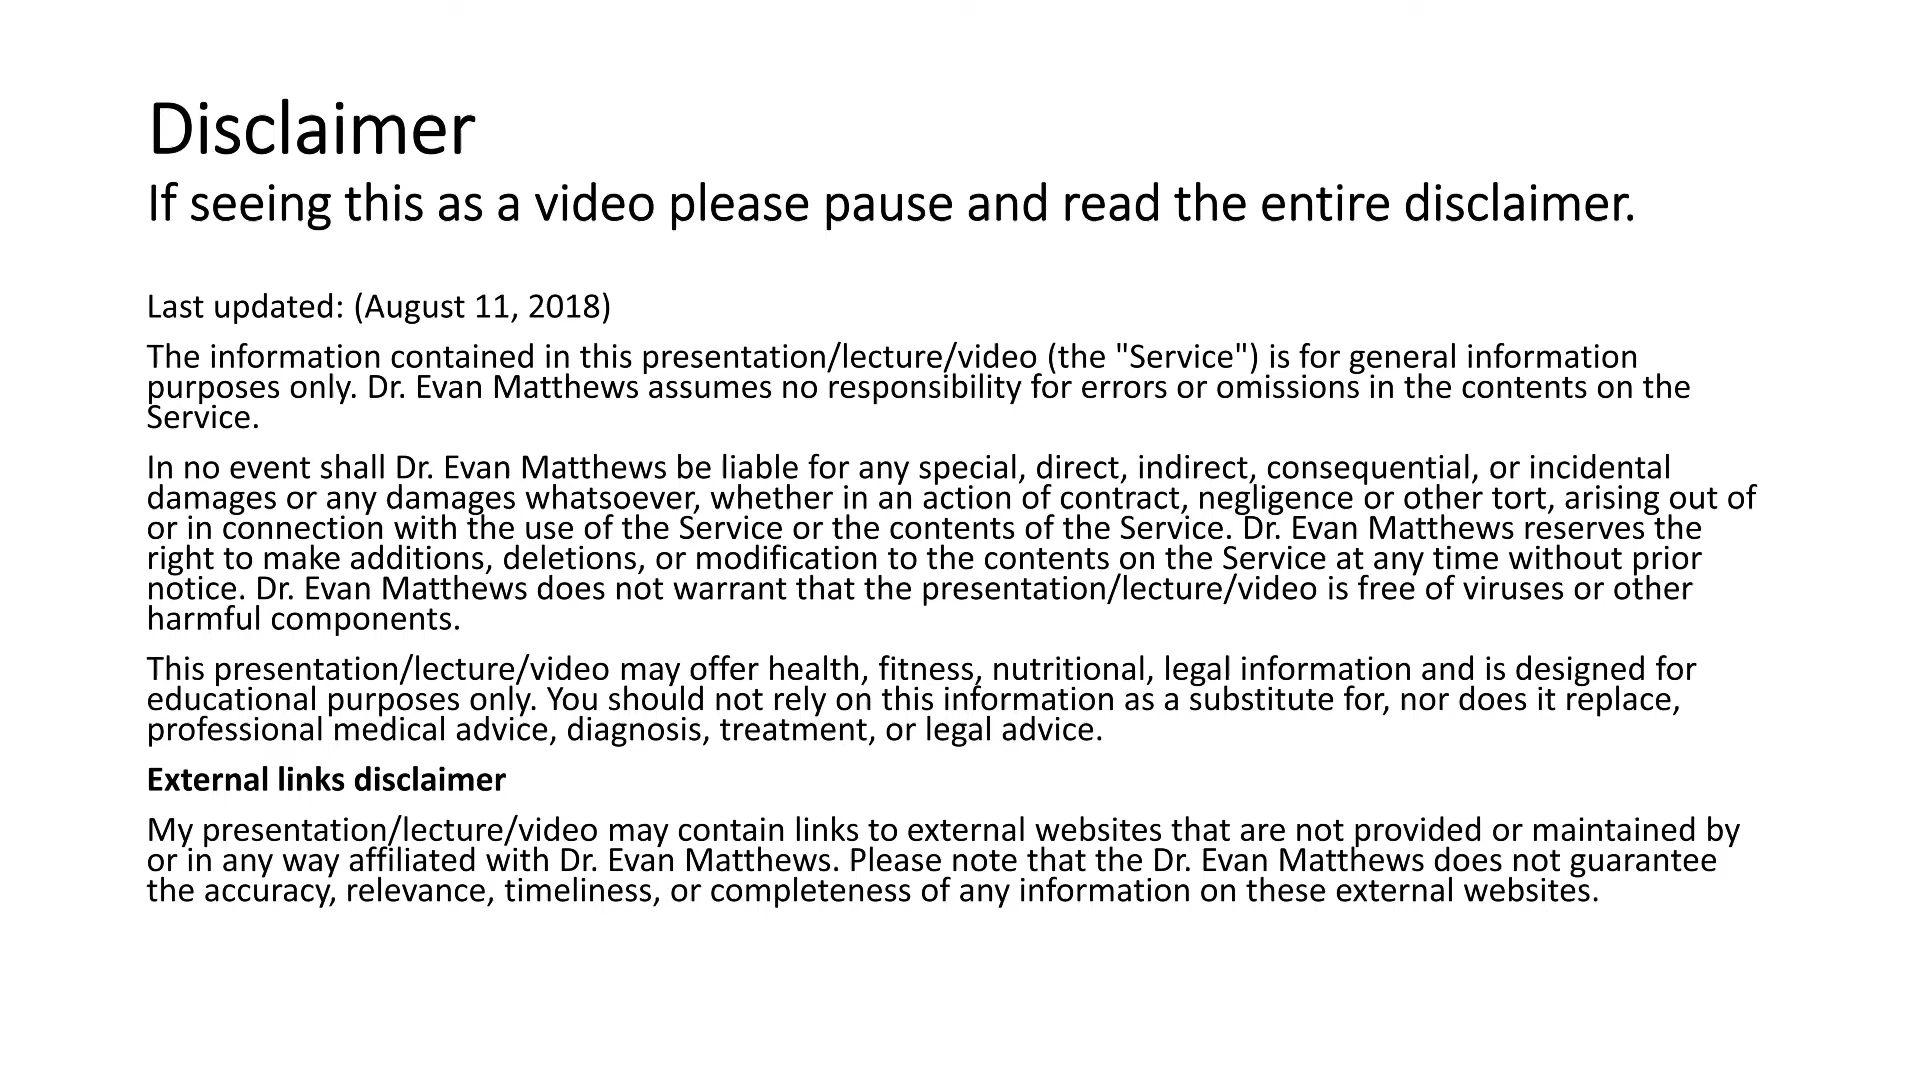 Disclaimer
If seeing this as a video please pause and read the entire disclaimer.
Last updated: (August 11, 2018)
The information contained in this presentation/lecture/video (the "Service") is for general information
purposes only. Dr. Evan Matthews assumes no responsibility for errors or omissions in the contents on the
Service.
In no event shall Dr. Evan Matthews be liable for any special, direct, indirect, consequential, or incidental
damages or any damages whatsoever, whether in an action of contract, negligence or other tort, arising out of
or in connection with the use of the Service or the contents of the Service. Dr. Evan Matthews reserves the
right to make additions, deletions, or modification to the contents on the Service at any time without prior
notice. Dr. Evan Matthews does not warrant that the presentation/lecture/video is free of viruses or other
harmful components.
This presentation/lecture/video may offer health, fitness, nutritional, legal information and is designed for
educational purposes only. You should not rely on this information as a substitute for, nor does it replace,
professional medical advice, diagnosis, treatment, or legal advice.
External links disclaimer
My presentation/lecture/video may contain links to external websites that are not provided or maintained by
or in any way affiliated with Dr. Evan Matthews. Please note that the Dr. Evan Matthews does not guarantee
the accuracy, relevance, timeliness, or completeness of any information on these external websites.